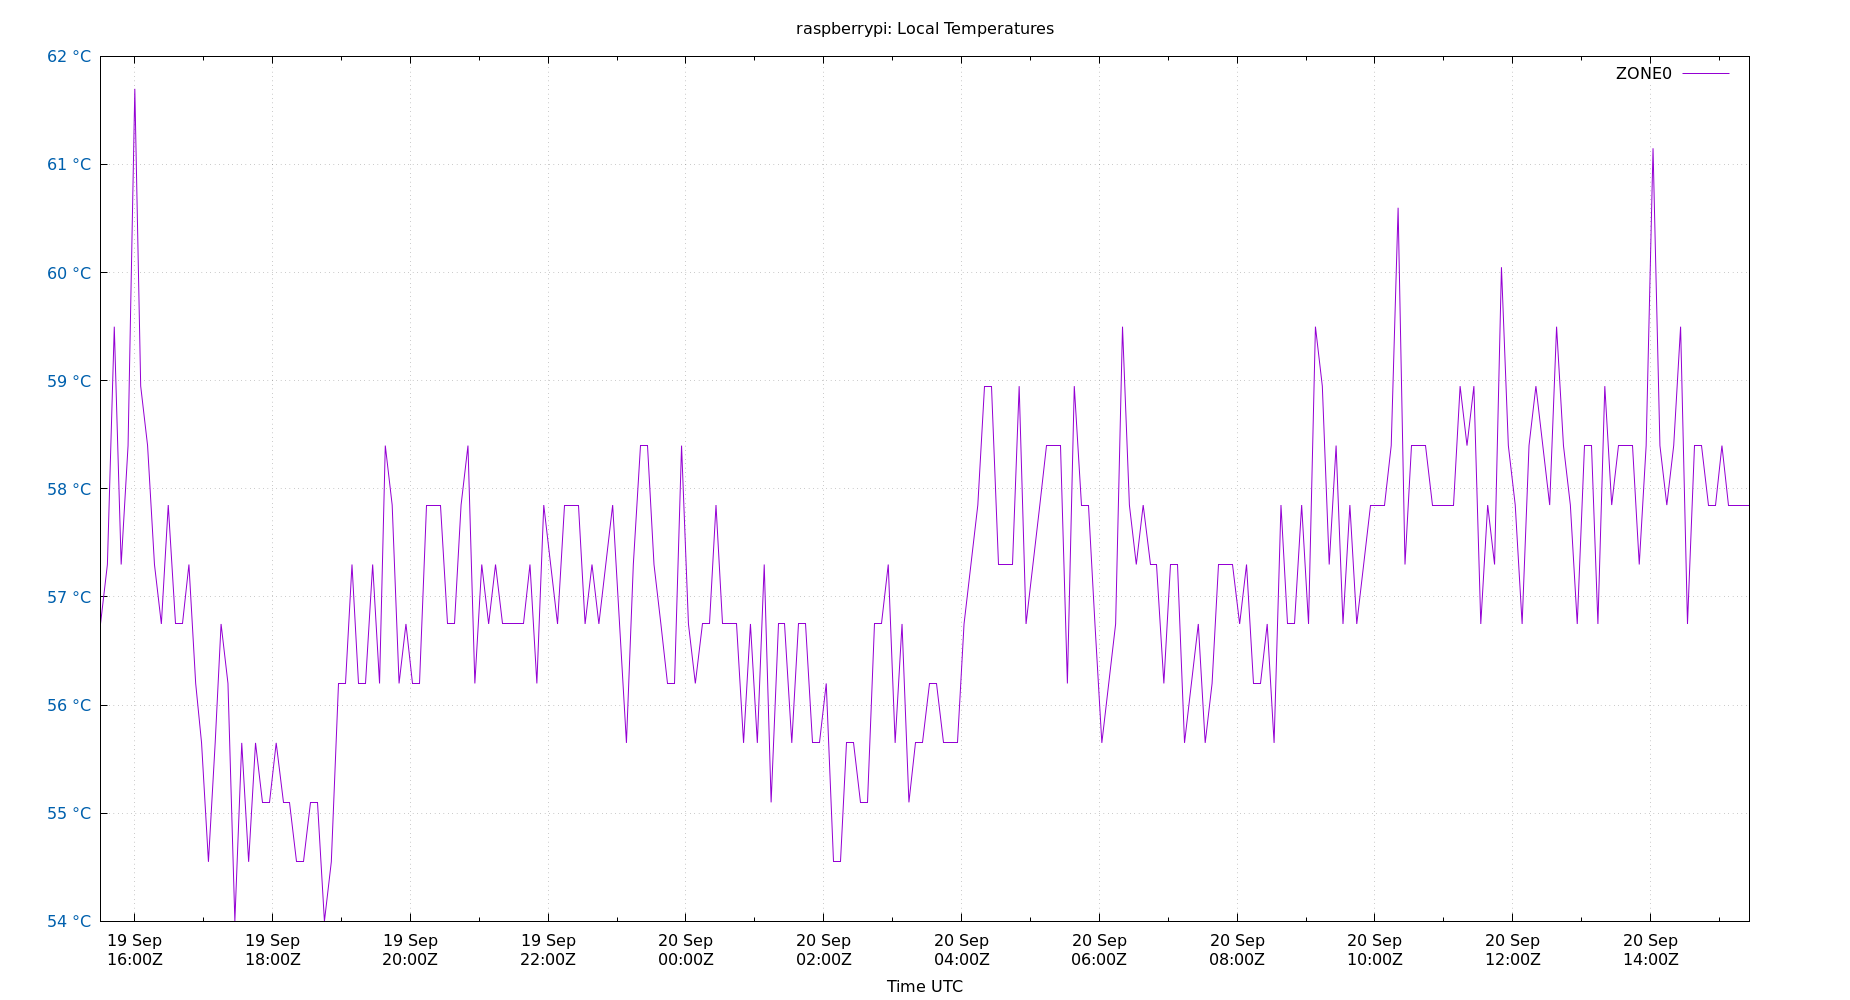 raspberrypi: Local Temperatures
62 °C
ZONE0
61 °C
60 °C
59 °C
58 °C
57 °C
56 °C
55 °C
54 °C
19 Sep 19 Sep 19 Sep 19 Sep 20 Sep 20 Sep 20 Sep 20 Sep 20 Sep 20 Sep 20 Sep 20 Sep
16:00Z 18:00Z 20:00Z 22:00Z 00:00Z 02:00Z 04:00Z 06:00Z 08:00Z 10:00Z 12:00Z 14:00Z
Time UTC